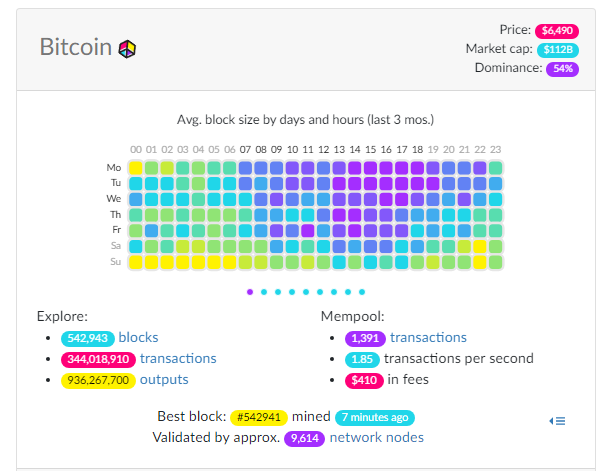 Bitcoin
Price: $6,490
Market cap: $112B
Dominance: 54%
Avg. block size by days and hours (last 3 mos.)
00 01 02 03 04 05 06 07 08 09 10 11 12 13 14 15 16 17 18 19 20 21 22 23
Mo
Tu
We
Th
Fr
Sa
Su
Explore:
542,943 blocks
344,018,910 transactions
936,267,700 outputs
Mempool:
1,391 transactions
1.85 transactions per second
$410 in fees
Best block: #542941 mined 7 minutes ago
Validated by approx. 9,614 network nodes